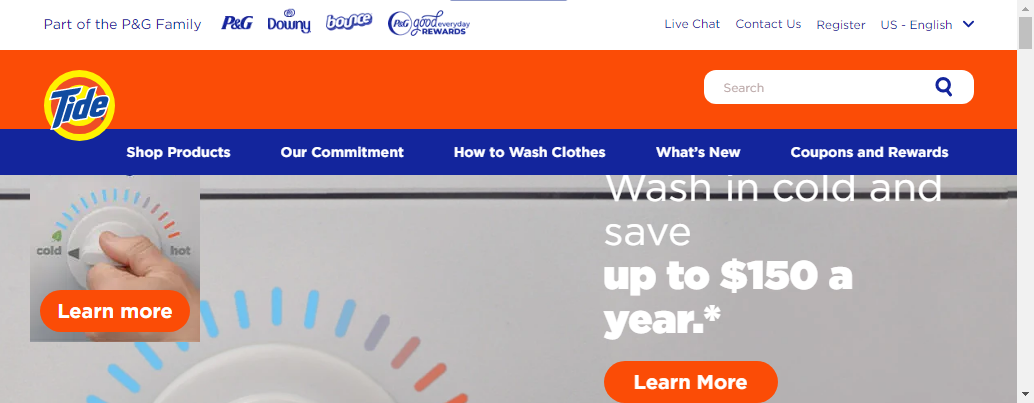 Part of the P&G Family P&G Downy bounce P&G good everyday REWARDS Live Chat Contact Us Register US - English
Tide Search
Shop Products Our Commitment How to Wash Clothes What's New Coupons and Rewards
Wash in cold and
save
up to $150 a
year.*
Learn More
cold hot
Learn more